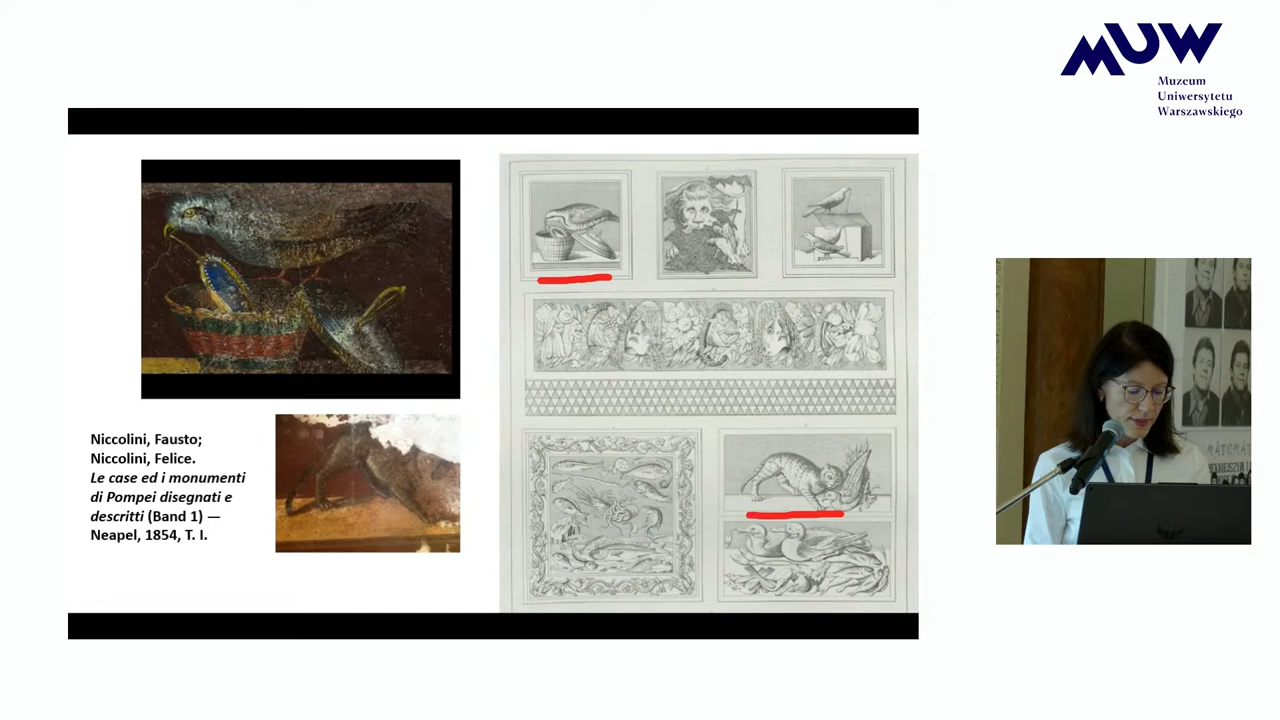 MUW
Muzeum
Uniwersytetu
Warszawskiego
Niccolini, Fausto;
Niccolini, Felice.
Le case ed i monumenti
di Pompei disegnati e
descritti (Band 1) —
Neapel, 1854, T. I.